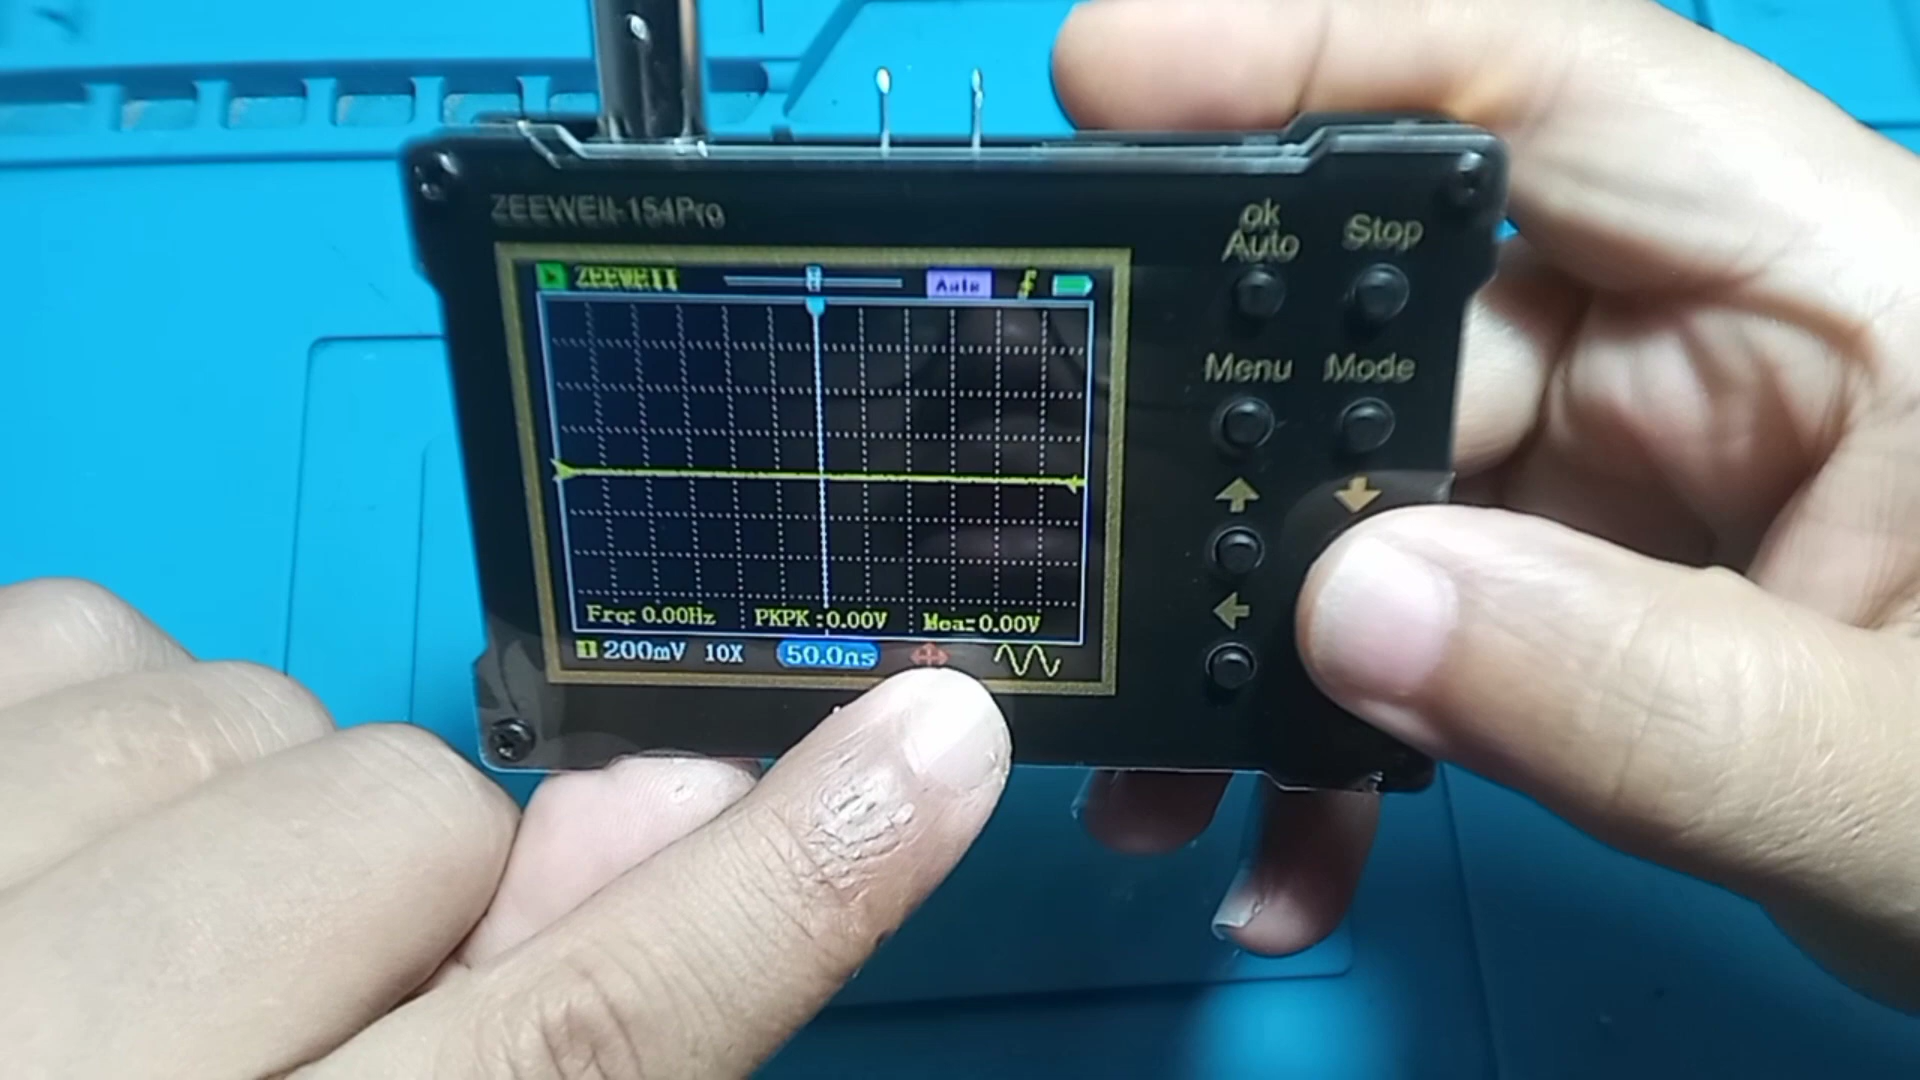 ZEEWEII-154Pro
ok
Auto
Stop
ZEEWEII
Auto
Menu
Mode
Frq: 0.00Hz
PKPK :0.00V
Mea:0.00V
1 200mV 10X 50.0ns